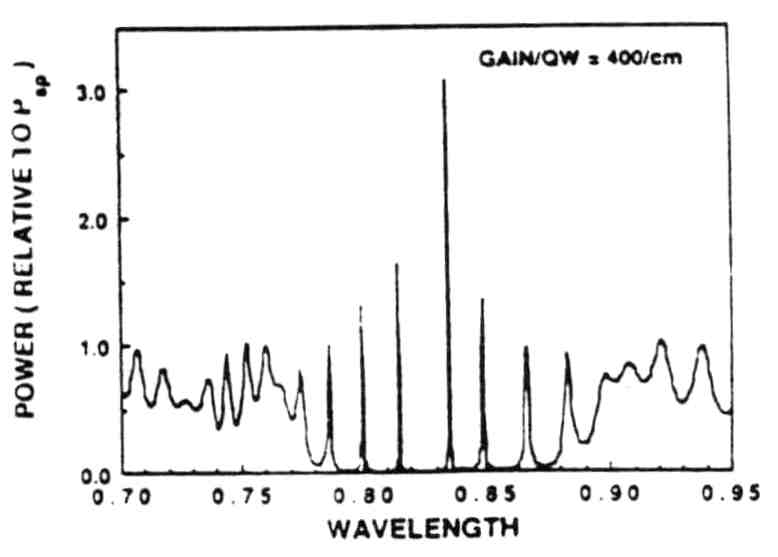 GAIN/QW = 400/cm
POWER ( RELATIVE TO P sp )
3.0
2.0
1.0
0.0
0.70 0.75 0.80 0.85 0.90 0.95
WAVELENGTH